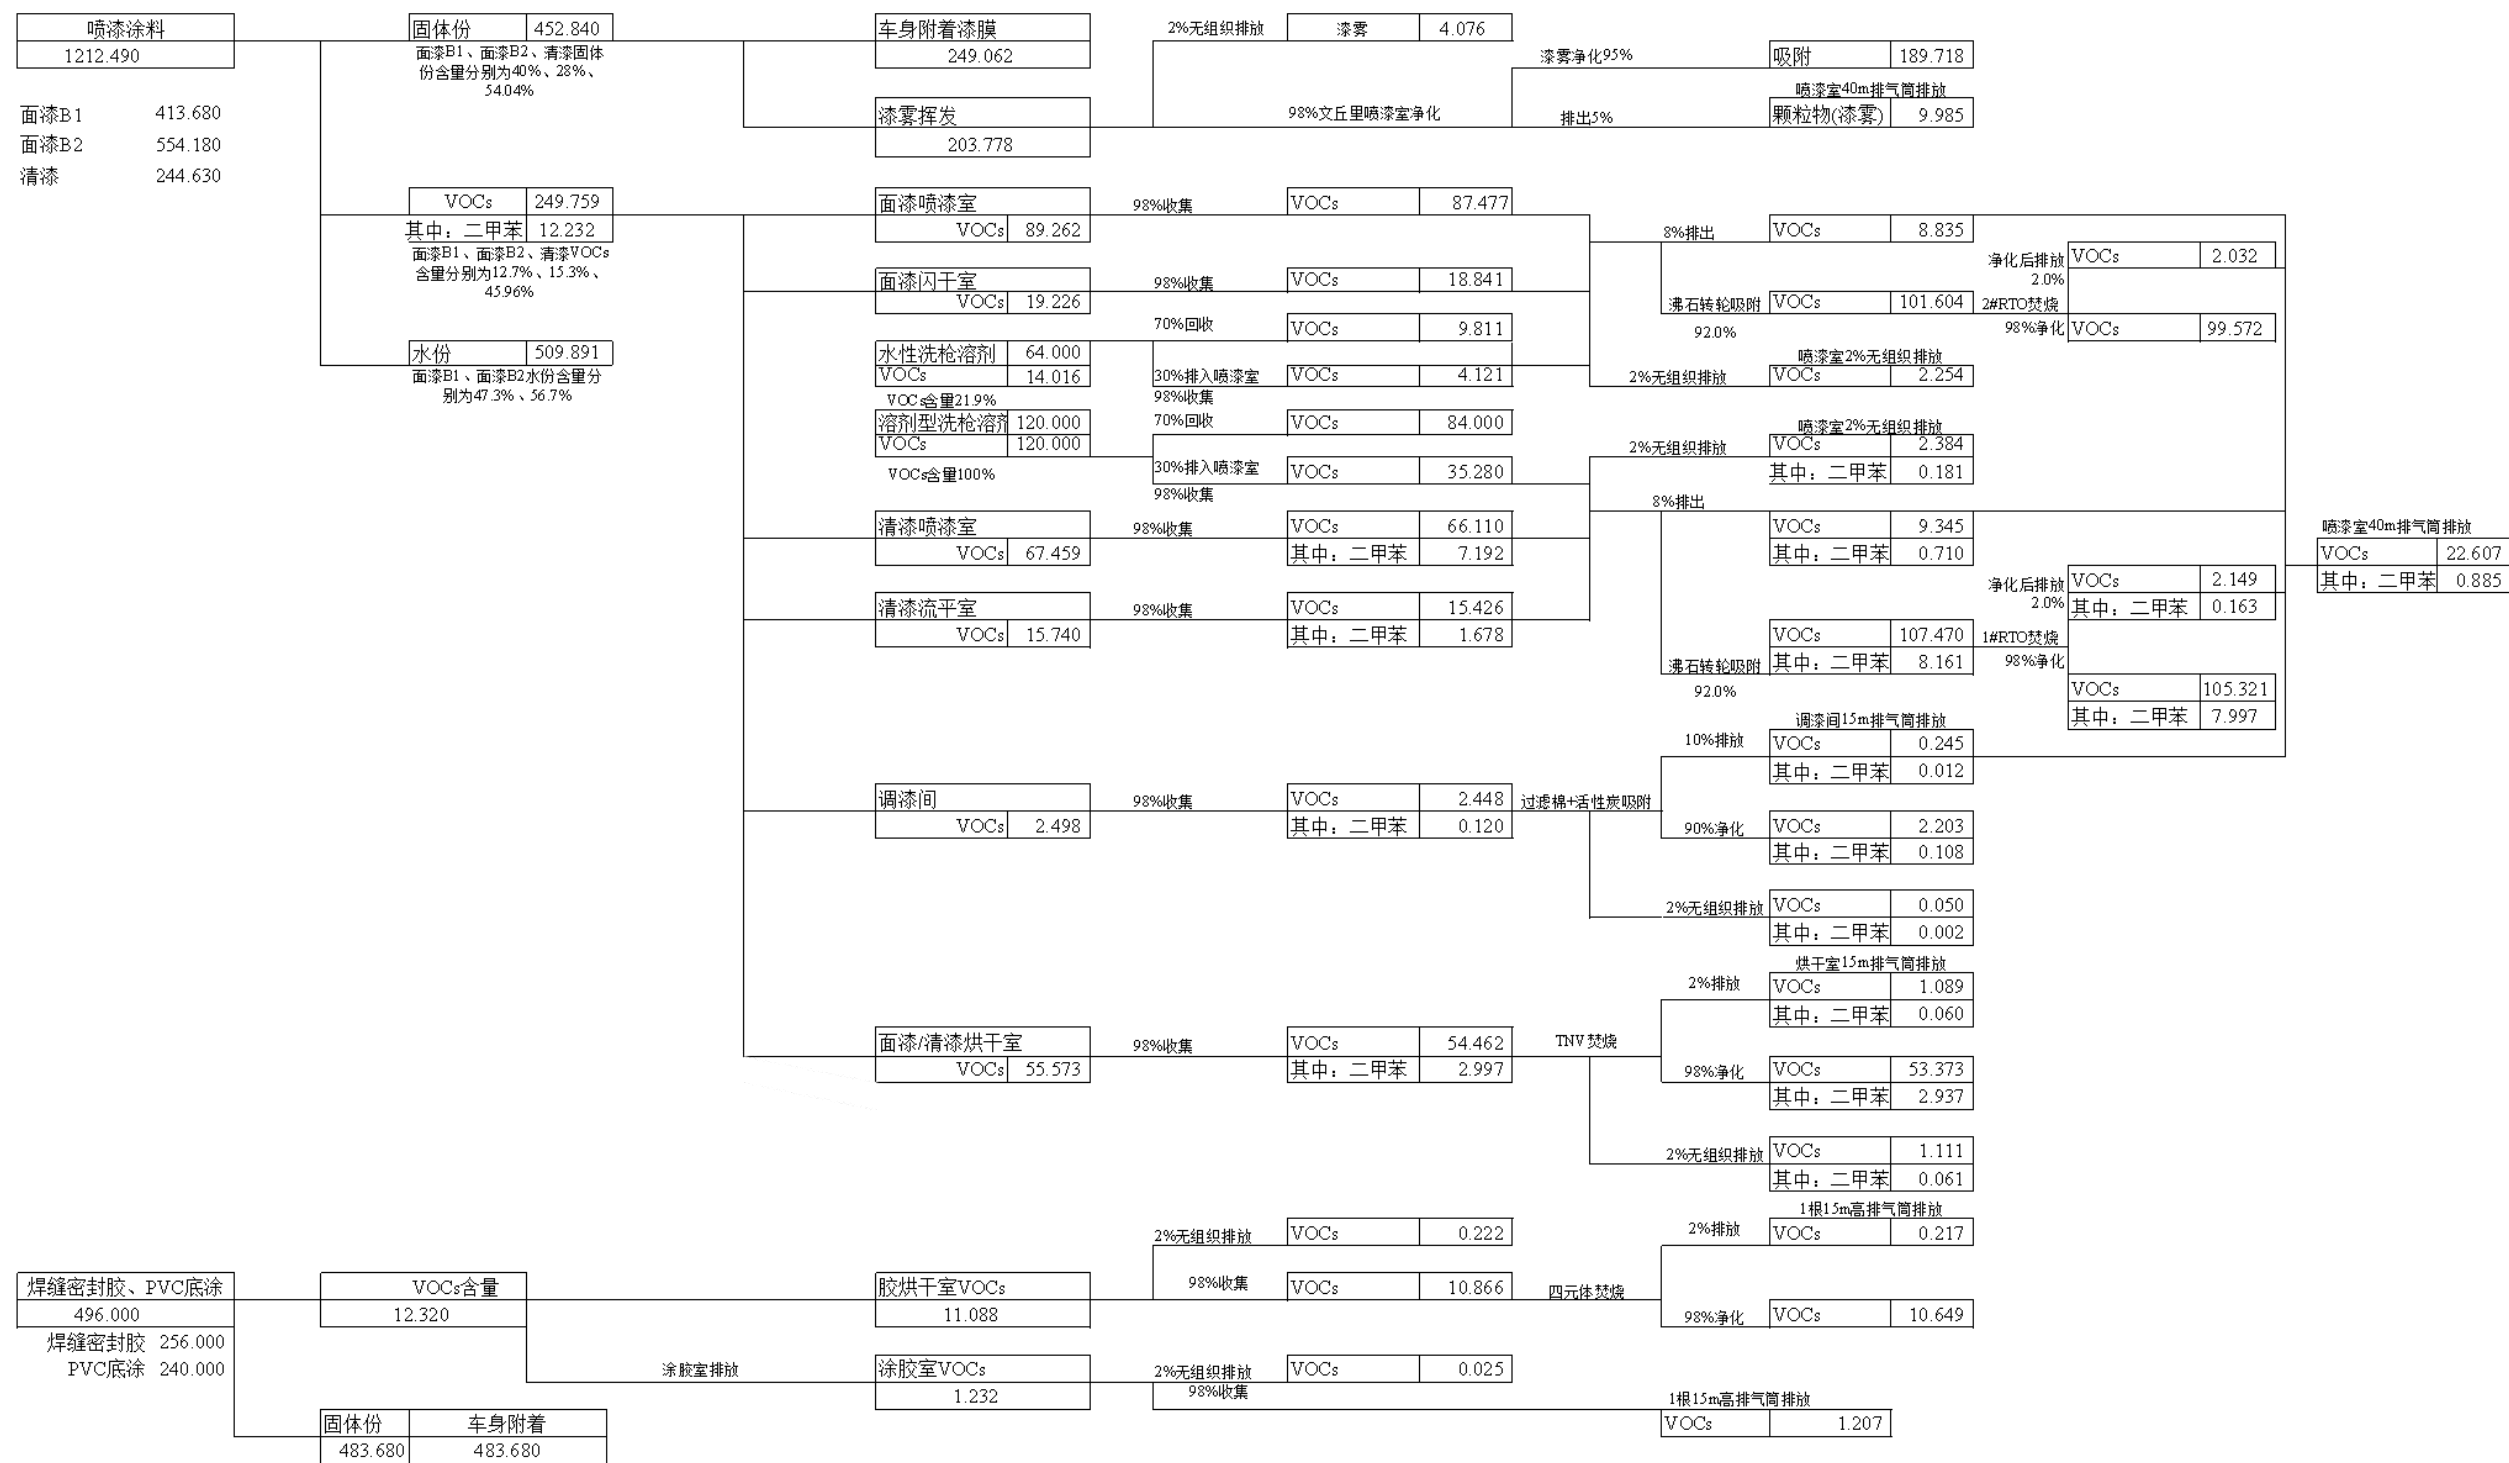 喷漆涂料
1212.490
面漆B1 413.680
面漆B2 554.180
清漆 244.630
固体份 452.840
面漆B1、面漆B2、清漆固体
份含量分别为40%、28%、
54.04%
VOCs 249.759
其中：二甲苯 12.232
面漆B1、面漆B2、清漆VOCs
含量分别为12.7%、15.3%、
45.96%
水份 509.891
面漆B1、面漆B2水份含量分
别为47.3%、56.7%
车身附着漆膜
249.062
漆雾挥发
203.778
2%无组织排放 漆雾 4.076
98%文丘里喷漆室净化
漆雾净化95% 吸附 189.718
喷漆室40m排气筒排放
排出5% 颗粒物(漆雾) 9.985
面漆喷漆室
VOCs 89.262
98%收集 VOCs 87.477
面漆闪干室
VOCs 19.226
98%收集 VOCs 18.841
水性洗枪溶剂 64.000
VOCs 14.016
VOCs含量21.9%
70%回收 VOCs 9.811
30%排入喷漆室 VOCs 4.121
98%收集
溶剂型洗枪溶剂 120.000
VOCs 120.000
VOCs含量100%
70%回收 VOCs 84.000
30%排入喷漆室 VOCs 35.280
98%收集
8%排出 VOCs 8.835
沸石转轮吸附 VOCs 101.604
92.0%
净化后排放 VOCs 2.032
2.0%
2#RTO焚烧
98%净化 VOCs 99.572
喷漆室2%无组织排放
2%无组织排放 VOCs 2.254
喷漆室2%无组织排放
2%无组织排放 VOCs 2.384
其中：二甲苯 0.181
清漆喷漆室
VOCs 67.459
98%收集 VOCs 66.110
其中：二甲苯 7.192
清漆流平室
VOCs 15.740
98%收集 VOCs 15.426
其中：二甲苯 1.678
8%排出
VOCs 9.345
其中：二甲苯 0.710
沸石转轮吸附
92.0%
VOCs 107.470
其中：二甲苯 8.161
净化后排放 VOCs 2.149
2.0% 其中：二甲苯 0.163
1#RTO焚烧
98%净化
VOCs 105.321
其中：二甲苯 7.997
喷漆室40m排气筒排放
VOCs 22.607
其中：二甲苯 0.885
调漆间
VOCs 2.498
98%收集 VOCs 2.448
其中：二甲苯 0.120
过滤棉+活性炭吸附
调漆间15m排气筒排放
10%排放 VOCs 0.245
其中：二甲苯 0.012
90%净化 VOCs 2.203
其中：二甲苯 0.108
2%无组织排放 VOCs 0.050
其中：二甲苯 0.002
面漆/清漆烘干室
VOCs 55.573
98%收集 VOCs 54.462
其中：二甲苯 2.997
TNV焚烧
烘干室15m排气筒排放
2%排放 VOCs 1.089
其中：二甲苯 0.060
98%净化 VOCs 53.373
其中：二甲苯 2.937
2%无组织排放 VOCs 1.111
其中：二甲苯 0.061
焊缝密封胶、PVC底涂
496.000
焊缝密封胶 256.000
PVC底涂 240.000
VOCs含量
12.320
固体份 车身附着
483.680 483.680
胶烘干室VOCs
11.088
2%无组织排放 VOCs 0.222
98%收集 VOCs 10.866
四元体焚烧
1根15m高排气筒排放
2%排放 VOCs 0.217
98%净化 VOCs 10.649
涂胶室排放
涂胶室VOCs
1.232
2%无组织排放 VOCs 0.025
98%收集
1根15m高排气筒排放
VOCs 1.207